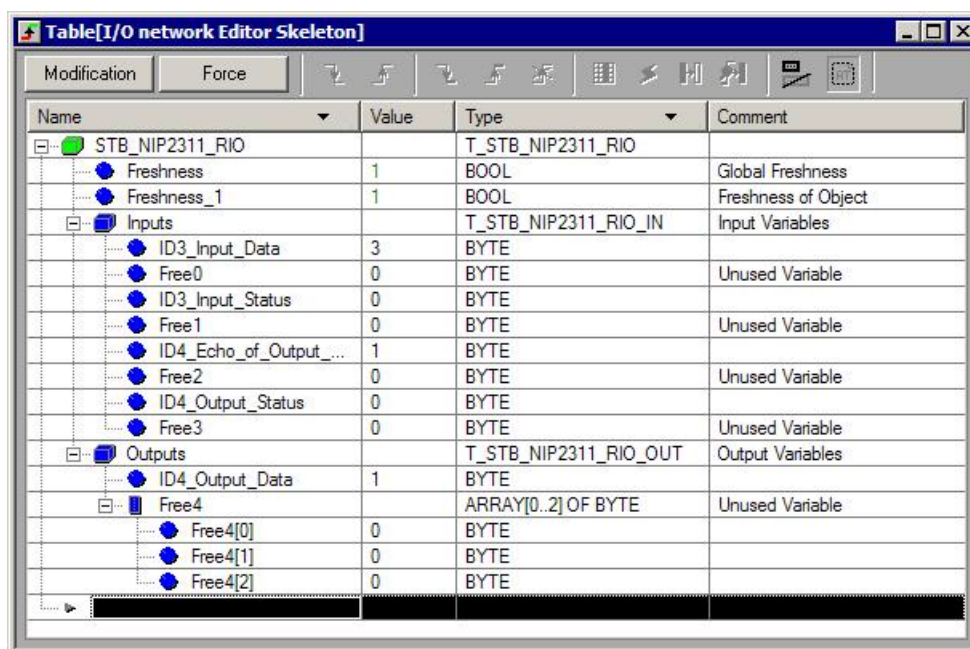 Table[I/O network Editor Skeleton]
Modification Force
Name Value Type Comment
STB_NIP2311_RIO T_STB_NIP2311_RIO
Freshness 1 BOOL Global Freshness
Freshness_1 1 BOOL Freshness of Object
Inputs T_STB_NIP2311_RIO_IN Input Variables
ID3_Input_Data 3 BYTE
Free0 0 BYTE Unused Variable
ID3_Input_Status 0 BYTE
Free1 0 BYTE Unused Variable
ID4_Echo_of_Output_... 1 BYTE
Free2 0 BYTE Unused Variable
ID4_Output_Status 0 BYTE
Free3 0 BYTE Unused Variable
Outputs T_STB_NIP2311_RIO_OUT Output Variables
ID4_Output_Data 1 BYTE
Free4 ARRAY[0..2] OF BYTE Unused Variable
Free4[0] 0 BYTE
Free4[1] 0 BYTE
Free4[2] 0 BYTE